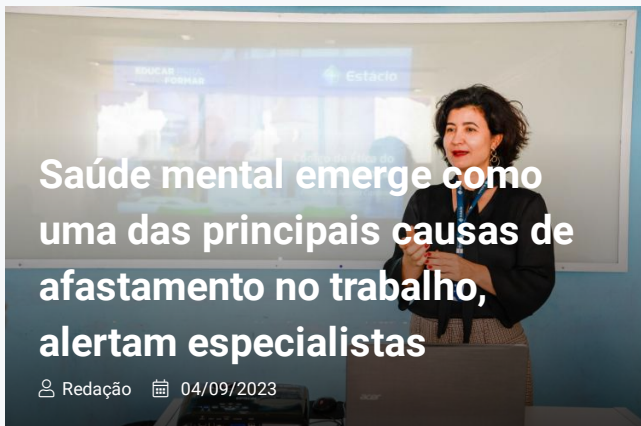 EDUCAR
FORMAR
Estácio
Saúde mental emerge como
uma das principais causas de
afastamento no trabalho,
alertam especialistas
Redação 04/09/2023
acer